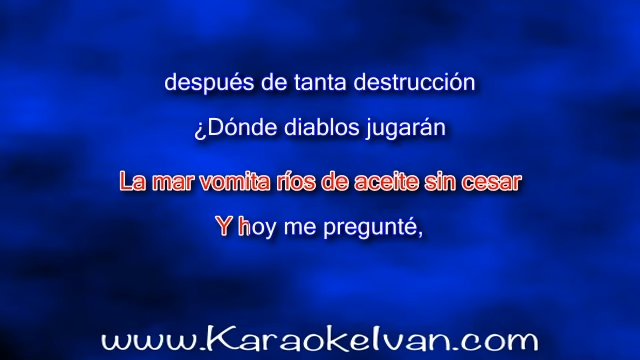 después de tanta destrucción
¿Dónde diablos jugarán
La mar vomita ríos de aceite sin cesar
Y hoy me pregunté,
www.KaraokeIvan.com